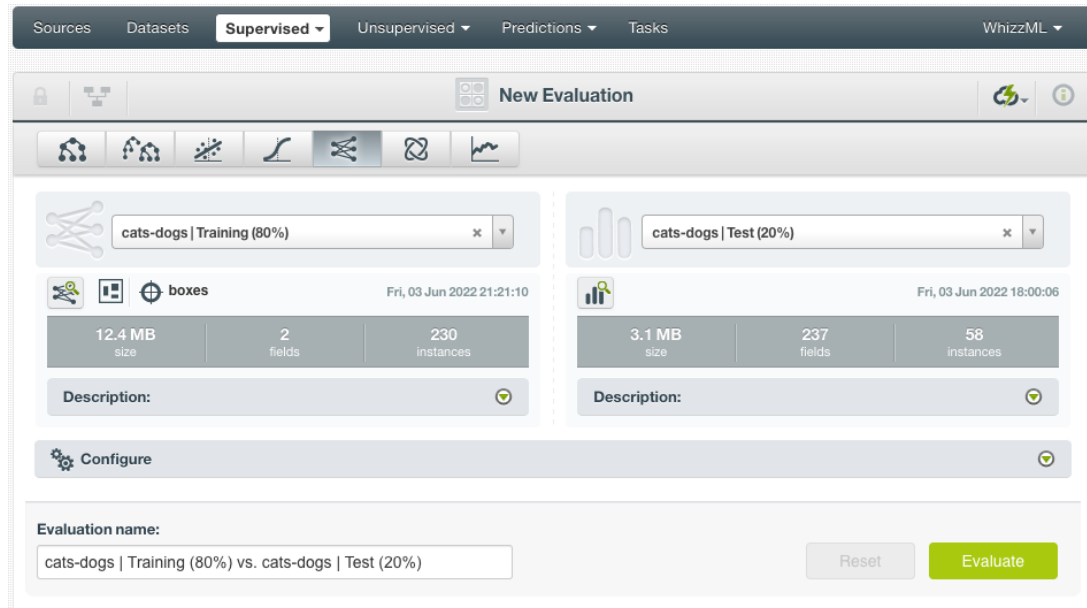 Sources Datasets Supervised Unsupervised Predictions Tasks WhizzML
New Evaluation
cats-dogs | Training (80%)
cats-dogs | Test (20%)
boxes Fri, 03 Jun 2022 21:21:10
Fri, 03 Jun 2022 18:00:06
12.4 MB 2 230
size fields instances
3.1 MB 237 58
size fields instances
Description:
Description:
Configure
Evaluation name:
cats-dogs | Training (80%) vs. cats-dogs | Test (20%)
Reset Evaluate